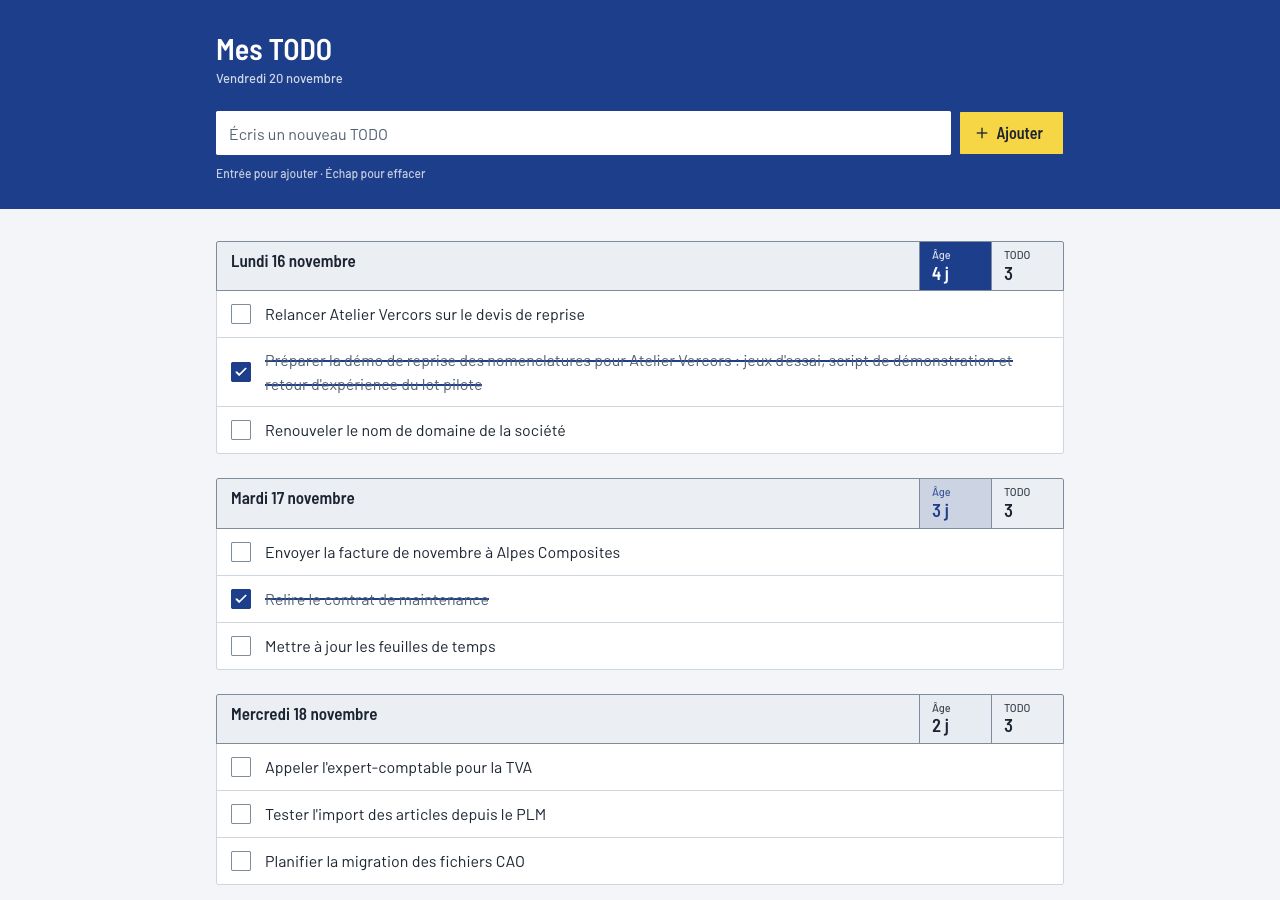 Mes TODO
Vendredi 20 novembre
Écris un nouveau TODO
Ajouter
Entrée pour ajouter · Échap pour effacer
Lundi 16 novembre
Âge
4 j
TODO
3
Relancer Atelier Vercors sur le devis de reprise
Préparer la démo de reprise des nomenclatures pour Atelier Vercors : jeux d'essai, script de démonstration et
retour d'expérience du lot pilote
Renouveler le nom de domaine de la société
Mardi 17 novembre
Âge
3 j
TODO
3
Envoyer la facture de novembre à Alpes Composites
Relire le contrat de maintenance
Mettre à jour les feuilles de temps
Mercredi 18 novembre
Âge
2 j
TODO
3
Appeler l'expert-comptable pour la TVA
Tester l'import des articles depuis le PLM
Planifier la migration des fichiers CAO